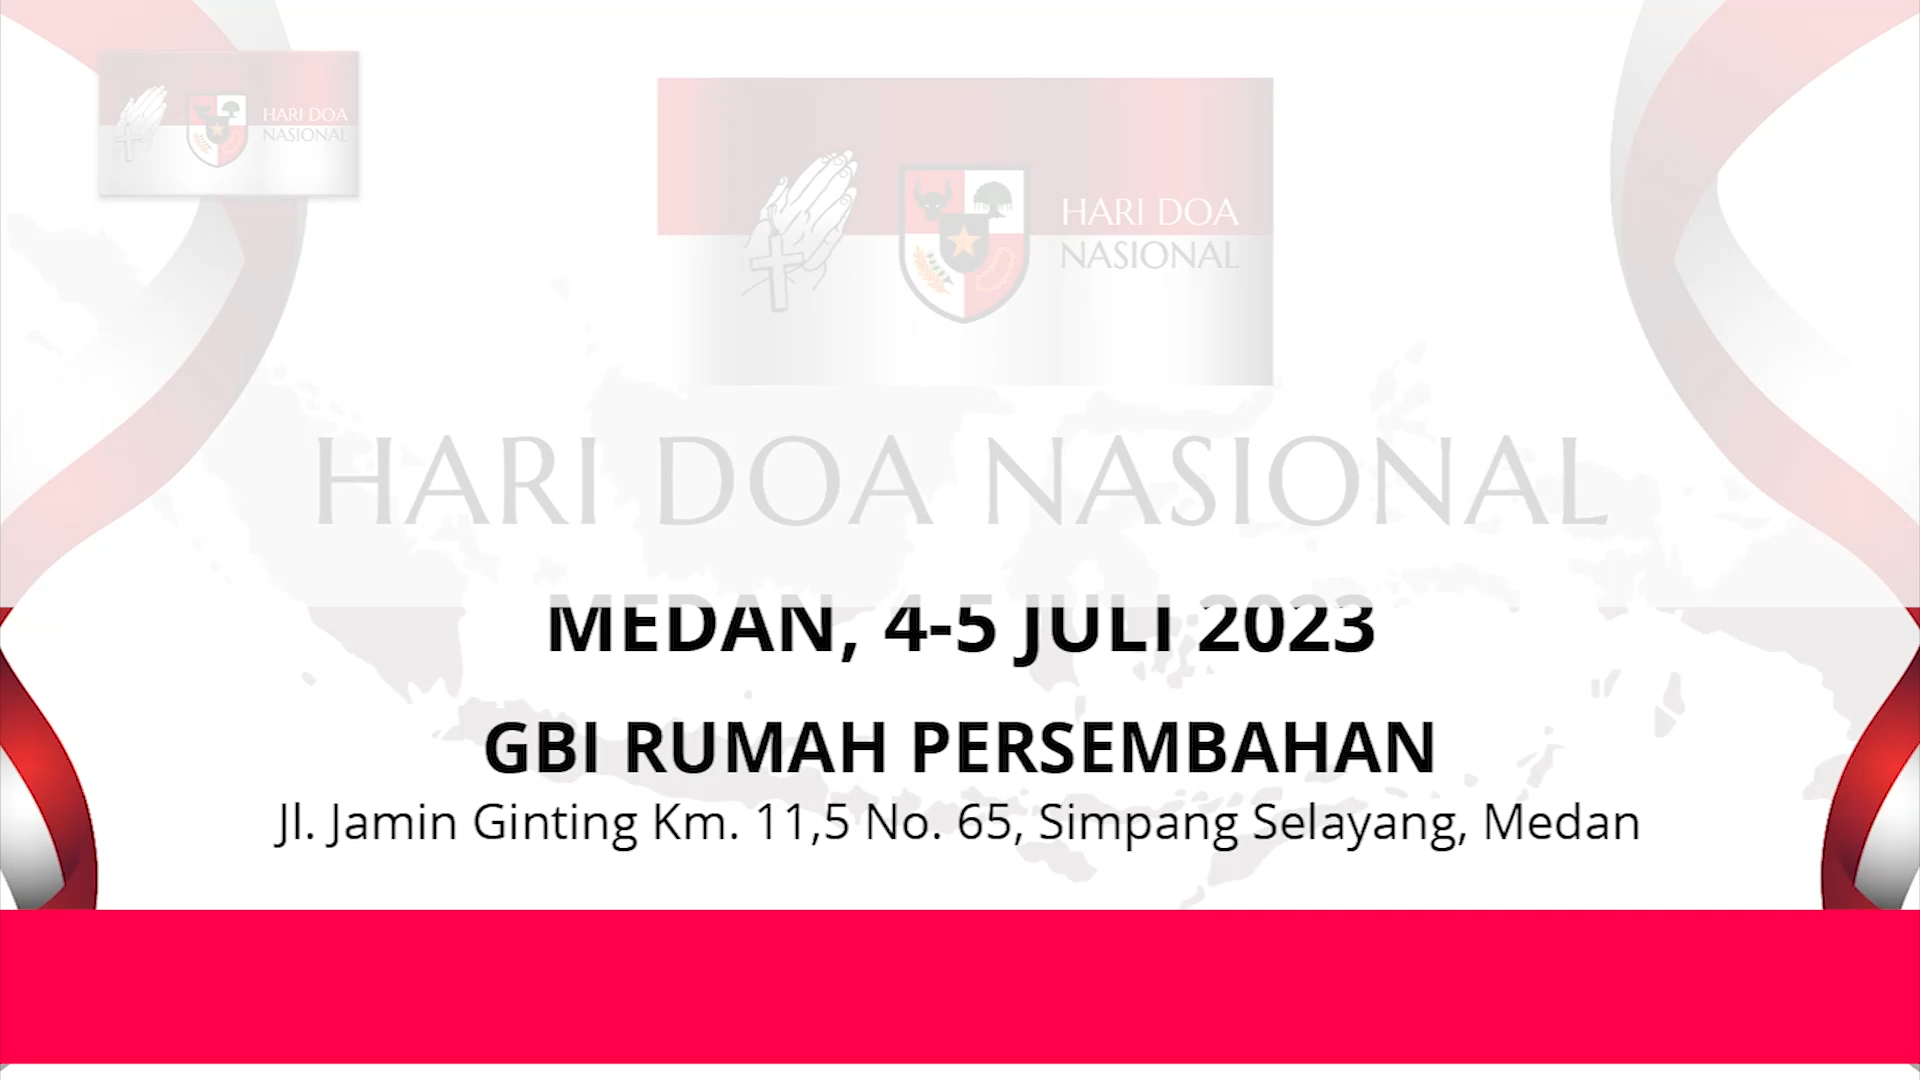 HARI DOA
NASIONAL
HARI DOA
NASIONAL
HARI DOA NASIONAL
MEDAN, 4-5 JULI 2023
GBI RUMAH PERSEMBAHAN
Jl. Jamin Ginting Km. 11,5 No. 65, Simpang Selayang, Medan